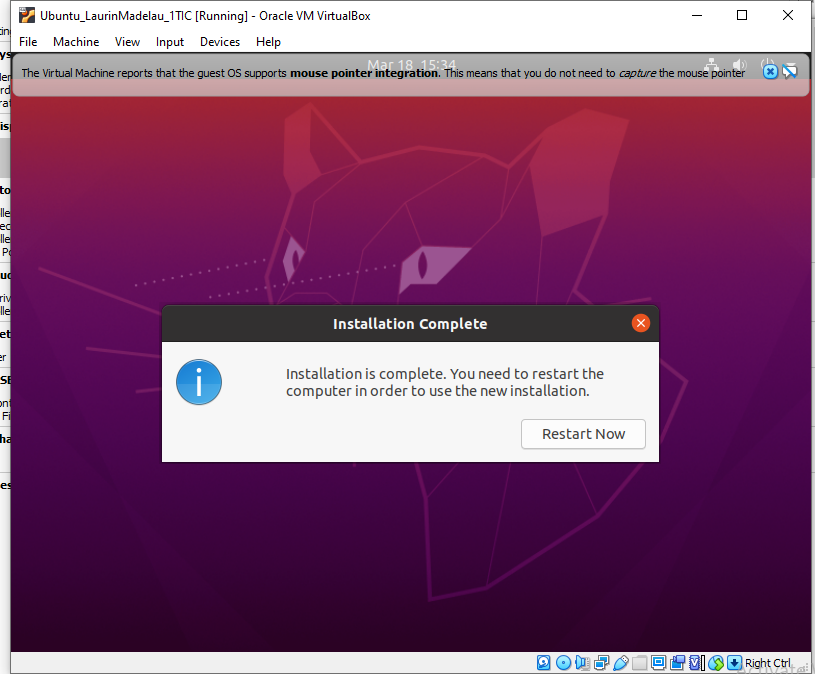 Ubuntu_LaurinMadelau_1TIC [Running] - Oracle VM VirtualBox
File Machine View Input Devices Help
Mar 18 15:34
The Virtual Machine reports that the guest OS supports mouse pointer integration. This means that you do not need to capture the mouse pointer
Installation Complete
Installation is complete. You need to restart the
computer in order to use the new installation.
Restart Now
Right Ctrl